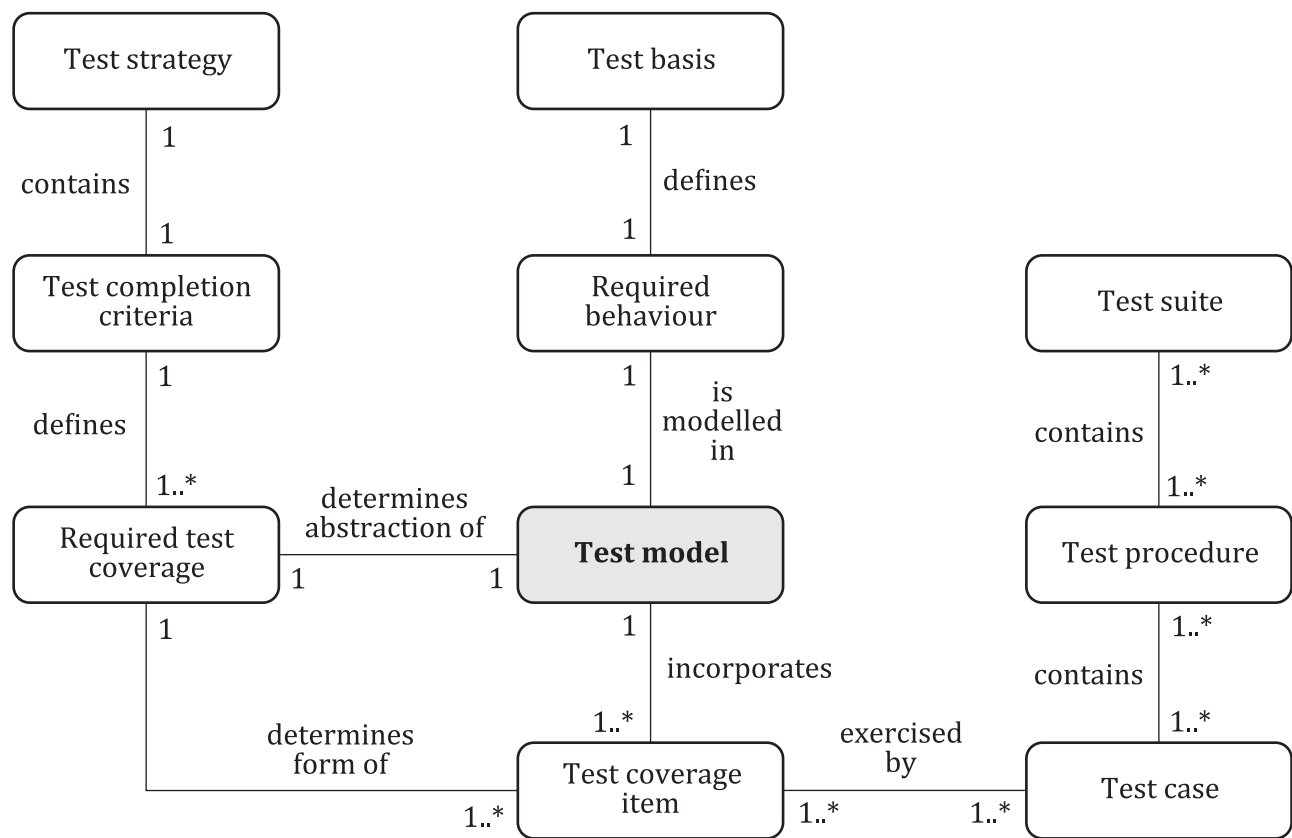 Test strategy
Test basis
1
1
contains
defines
1
1
Test completion
criteria
Required
behaviour
Test suite
1
1
1..*
is
modelled
in
defines
contains
1..*
1
1..*
determines
abstraction of
Required test
coverage
Test model
Test procedure
1
1
1
1
1..*
incorporates
contains
1..*
1..*
determines
form of
exercised
by
Test coverage
item
Test case
1..*
1..*
1..*